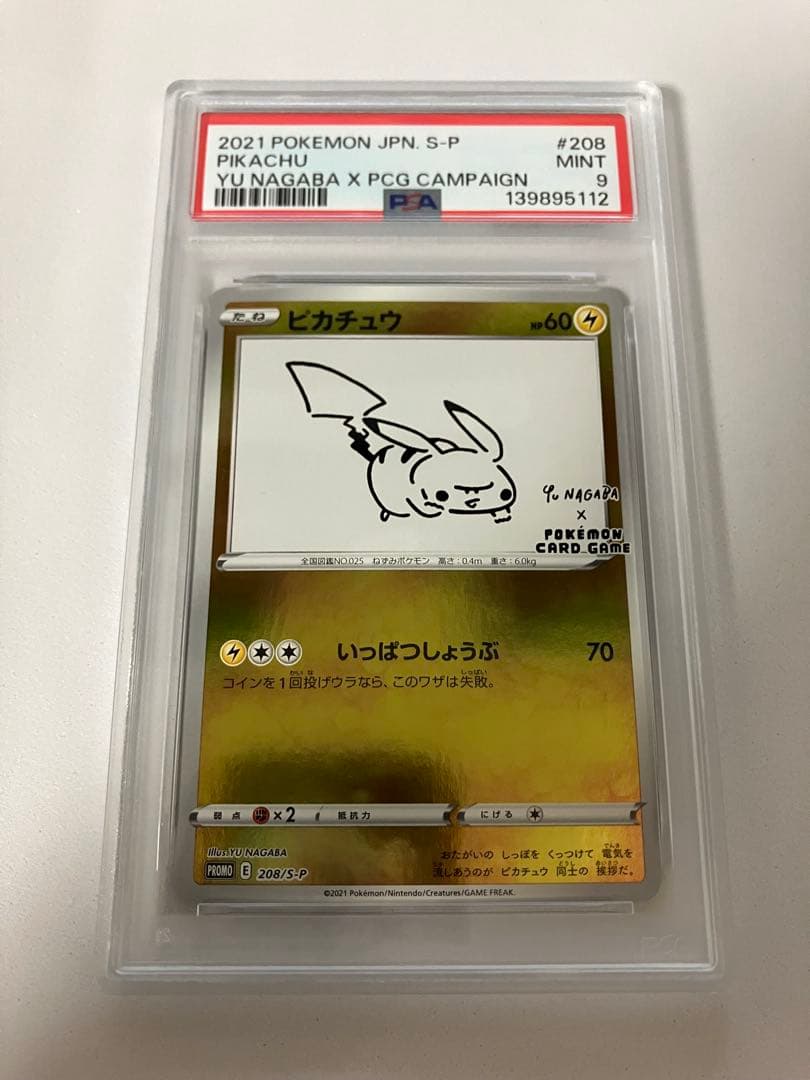 2021 POKEMON JPN. S-P #208
PIKACHU MINT
YU NAGABA X PCG CAMPAIGN 9
PSA 139895112
たね ピカチュウ HP60
YU NAGABA
X
POKÉMON
CARD GAME
全国図鑑NO.025 ねずみポケモン 高さ:0.4m 重さ:6.0kg
いっぱつしょうぶ 70
コインを1回投げウラなら、このワザは失敗。
弱点 ×2 抵抗力 にげる
Illus.YU NAGABA
おたがいの しっぽを くっつけて 電気を
流しあうのが ピカチュウ 同士の 挨拶だ。
PROMO E 208/S-P
©2021 Pokémon/Nintendo/Creatures/GAME FREAK.